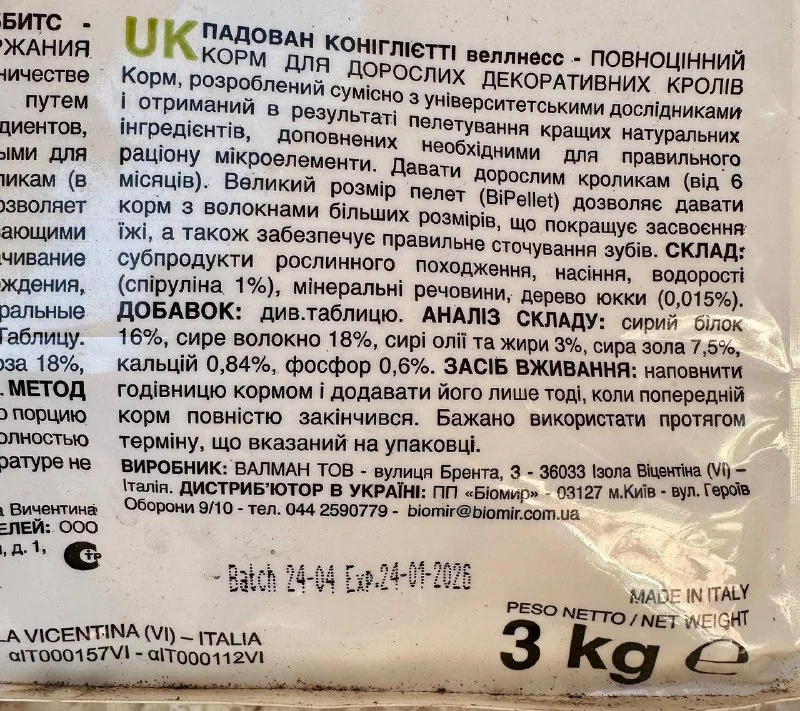 ББИТС -
РЖАНИЯ
ничестве
путем
диентов,
ыми для
ликам (в
озволяет
ающими
чивание
ждения,
ральные
Таблицу.
оза 18%,
. МЕТОД
ю порцию
олностью
ратуре не
а Вичентина
ЕЛЕЙ: ООО
, д. 1,
UK ПАДОВАН КОНІГЛІЄТТІ веллнесс - ПОВНОЦІННИЙ
КОРМ ДЛЯ ДОРОСЛИХ ДЕКОРАТИВНИХ КРОЛІВ
Корм, розроблений сумісно з університетськими дослідниками
і отриманий в результаті пелетування кращих натуральних
інгредієнтів, доповнених необхідними для правильного
раціону мікроелементи. Давати дорослим кроликам (від 6
місяців). Великий розмір пелет (BiPellet) дозволяє давати
корм з волокнами більших розмірів, що покращує засвоєння
їжі, а також забезпечує правильне сточування зубів. СКЛАД:
субпродукти рослинного походження, насіння, водорості
(спіруліна 1%), мінеральні речовини, дерево юкки (0,015%).
ДОБАВОК: див.таблицю. АНАЛІЗ СКЛАДУ: сирий білок
16%, сире волокно 18%, сирі олії та жири 3%, сира зола 7,5%,
кальцій 0,84%, фосфор 0,6%. ЗАСІБ ВЖИВАННЯ: наповнити
годівницю кормом і додавати його лише тоді, коли попередній
корм повністю закінчився. Бажано використати протягом
терміну, що вказаний на упаковці.
ВИРОБНИК: ВАЛМАН ТОВ - вулиця Брента, 3 - 36033 Ізола Віцентіна (VI) –
Італія. ДИСТРИБ'ЮТОР В УКРАЇНІ: ПП «Біомир» - 03127 м.Київ - вул. Героїв
Оборони 9/10 - тел. 044 2590779 - biomir@biomir.com.ua
Batch 24-04 Exp.24-01-2026
MADE IN ITALY
PESO NETTO / NET WEIGHT
3 kg e
LA VICENTINA (VI) – ITALIA
αIT000157VI - αIT000112VI